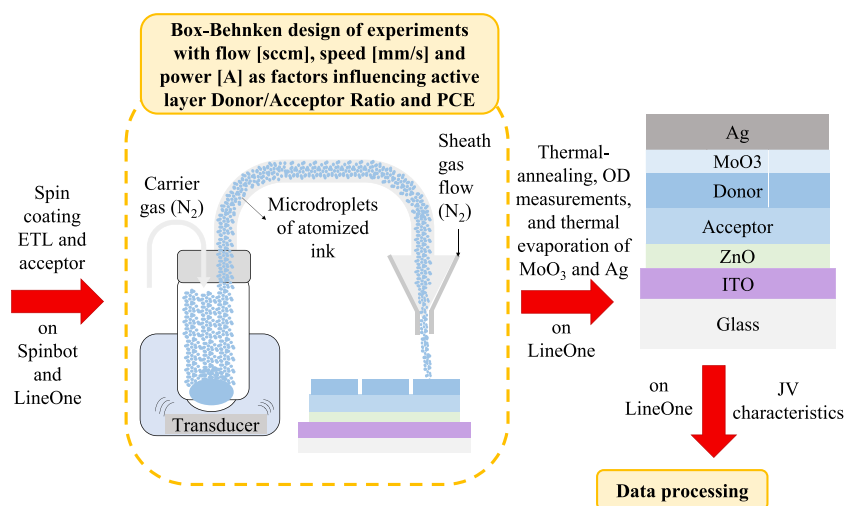 Box-Behnken design of experiments
with flow [sccm], speed [mm/s] and
power [A] as factors influencing active
layer Donor/Acceptor Ratio and PCE
Spin
coating
ETL and
acceptor
on
Spinbot
and
LineOne
Carrier
gas (N₂)
Microdroplets
of atomized
ink
Sheath
gas
flow
(N₂)
Transducer
Thermal-
annealing, OD
measurements,
and thermal
evaporation of
MoO₃ and Ag
on
LineOne
Ag
MoO3
Donor
Acceptor
ZnO
ITO
Glass
on
LineOne
JV
characteristics
Data processing